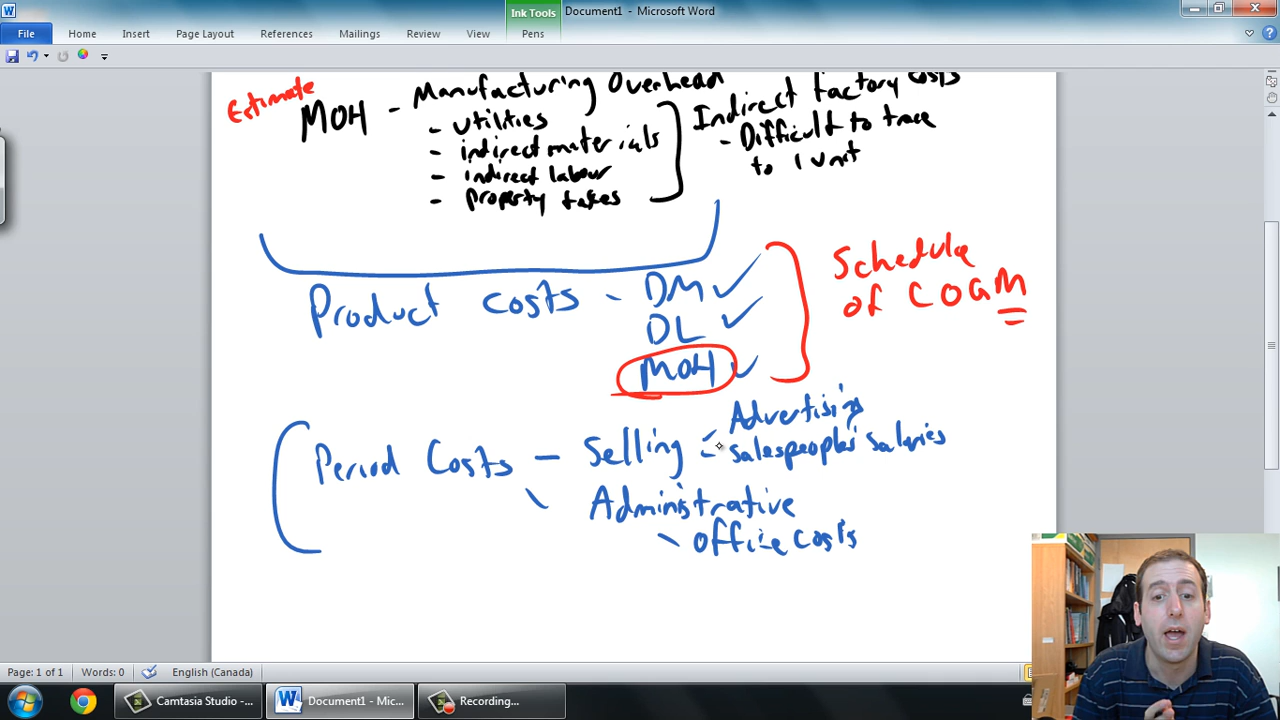 Ink Tools
Document1 - Microsoft Word
File Home Insert Page Layout References Mailings Review View Pens
Estimate
MOH - Manufacturing Overhead
- utilities
- indirect materials
- indirect labour
- Property taxes
Indirect factory costs
- Difficult to trace
to 1 unit
Product costs - DM ✓
DL ✓
MOH ✓
Schedule
of COGM
Period Costs - Selling - Advertising
- Salespeoples' salaries
\ Administrative
\ Office costs
Page: 1 of 1 Words: 0 English (Canada)
Camtasia Studio -... Document1 - Mic... Recording...